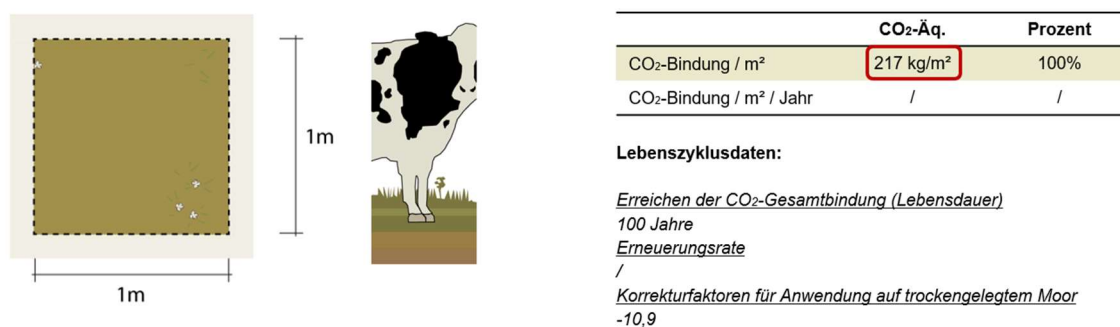 1m
1m
CO₂-Äq. Prozent
CO₂-Bindung / m² 217 kg/m² 100%
CO₂-Bindung / m² / Jahr / /
Lebenszyklusdaten:
Erreichen der CO₂-Gesamtbindung (Lebensdauer)
100 Jahre
Erneuerungsrate
/
Korrekturfaktoren für Anwendung auf trockengelegtem Moor
-10,9